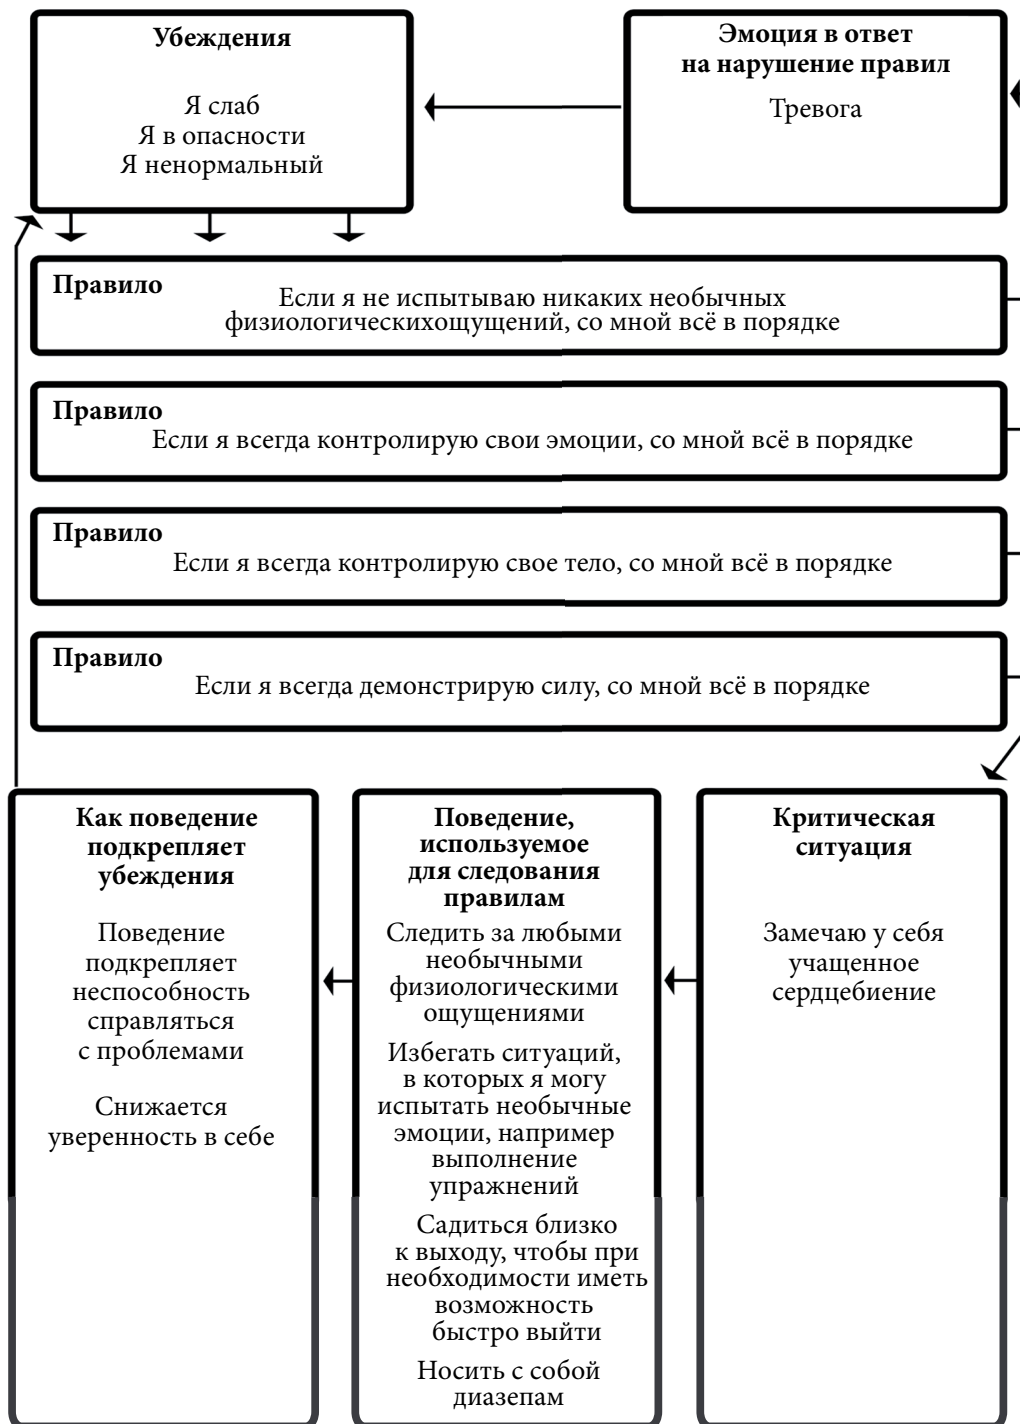 Убеждения
Я слаб
Я в опасности
Я ненормальный
Эмоция в ответ
на нарушение правил
Тревога
Правило
Если я не испытываю никаких необычных
физиологическихощущений, со мной всё в порядке
Правило
Если я всегда контролирую свои эмоции, со мной всё в порядке
Правило
Если я всегда контролирую свое тело, со мной всё в порядке
Правило
Если я всегда демонстрирую силу, со мной всё в порядке
Как поведение
подкрепляет
убеждения
Поведение
подкрепляет
неспособность
справляться
с проблемами
Снижается
уверенность в себе
Поведение,
используемое
для следования
правилам
Следить за любыми
необычными
физиологическими
ощущениями
Избегать ситуаций,
в которых я могу
испытать необычные
эмоции, например
выполнение
упражнений
Садиться близко
к выходу, чтобы при
необходимости иметь
возможность
быстро выйти
Носить с собой
диазепам
Критическая
ситуация
Замечаю у себя
учащенное
сердцебиение